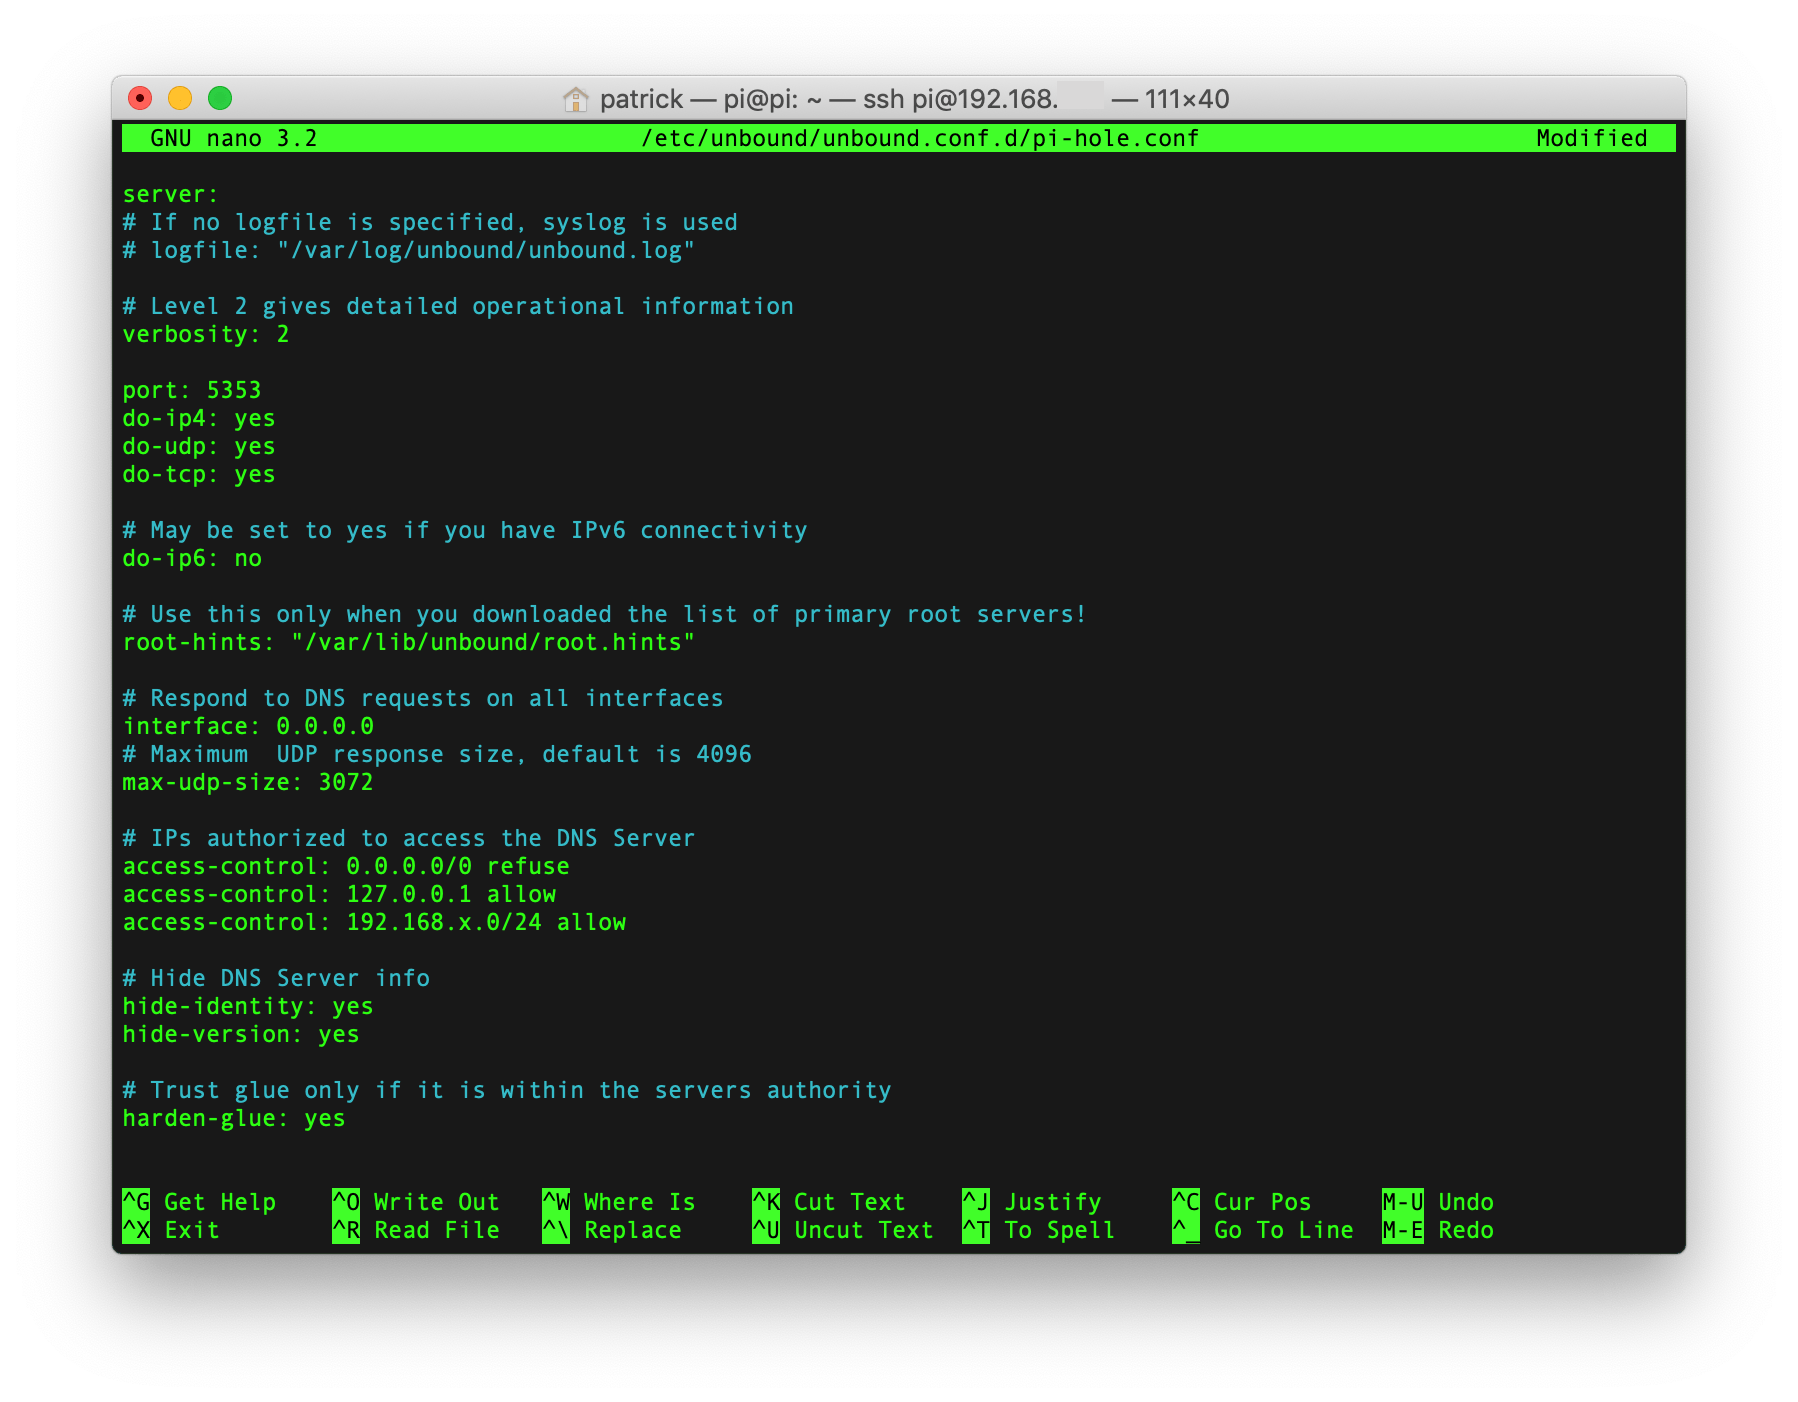 patrick — pi@pi: ~ — ssh pi@192.168. — 111×40
GNU nano 3.2 /etc/unbound/unbound.conf.d/pi-hole.conf Modified
server:
# If no logfile is specified, syslog is used
# logfile: "/var/log/unbound/unbound.log"
# Level 2 gives detailed operational information
verbosity: 2
port: 5353
do-ip4: yes
do-udp: yes
do-tcp: yes
# May be set to yes if you have IPv6 connectivity
do-ip6: no
# Use this only when you downloaded the list of primary root servers!
root-hints: "/var/lib/unbound/root.hints"
# Respond to DNS requests on all interfaces
interface: 0.0.0.0
# Maximum  UDP response size, default is 4096
max-udp-size: 3072
# IPs authorized to access the DNS Server
access-control: 0.0.0.0/0 refuse
access-control: 127.0.0.1 allow
access-control: 192.168.x.0/24 allow
# Hide DNS Server info
hide-identity: yes
hide-version: yes
# Trust glue only if it is within the servers authority
harden-glue: yes
^G Get Help ^O Write Out ^W Where Is ^K Cut Text ^J Justify ^C Cur Pos M-U Undo
^X Exit ^R Read File ^\ Replace ^U Uncut Text ^T To Spell ^_ Go To Line M-E Redo